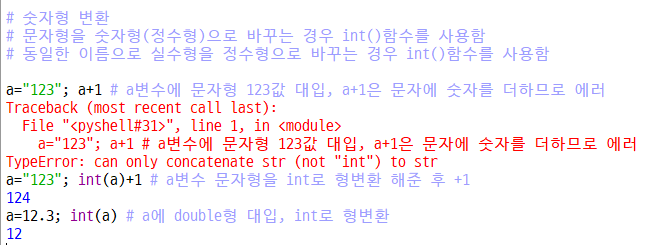 # 숫자형 변환
# 문자형을 숫자형(정수형)으로 바꾸는 경우 int()함수를 사용함
# 동일한 이름으로 실수형을 정수형으로 바꾸는 경우 int()함수를 사용함
a="123"; a+1 # a변수에 문자형 123값 대입, a+1은 문자에 숫자를 더하므로 에러
Traceback (most recent call last):
File "<pyshell#31>", line 1, in <module>
a="123"; a+1 # a변수에 문자형 123값 대입, a+1은 문자에 숫자를 더하므로 에러
TypeError: can only concatenate str (not "int") to str
a="123"; int(a)+1 # a변수 문자형을 int로 형변환 해준 후 +1
124
a=12.3; int(a) # a에 double형 대입, int로 형변환
12